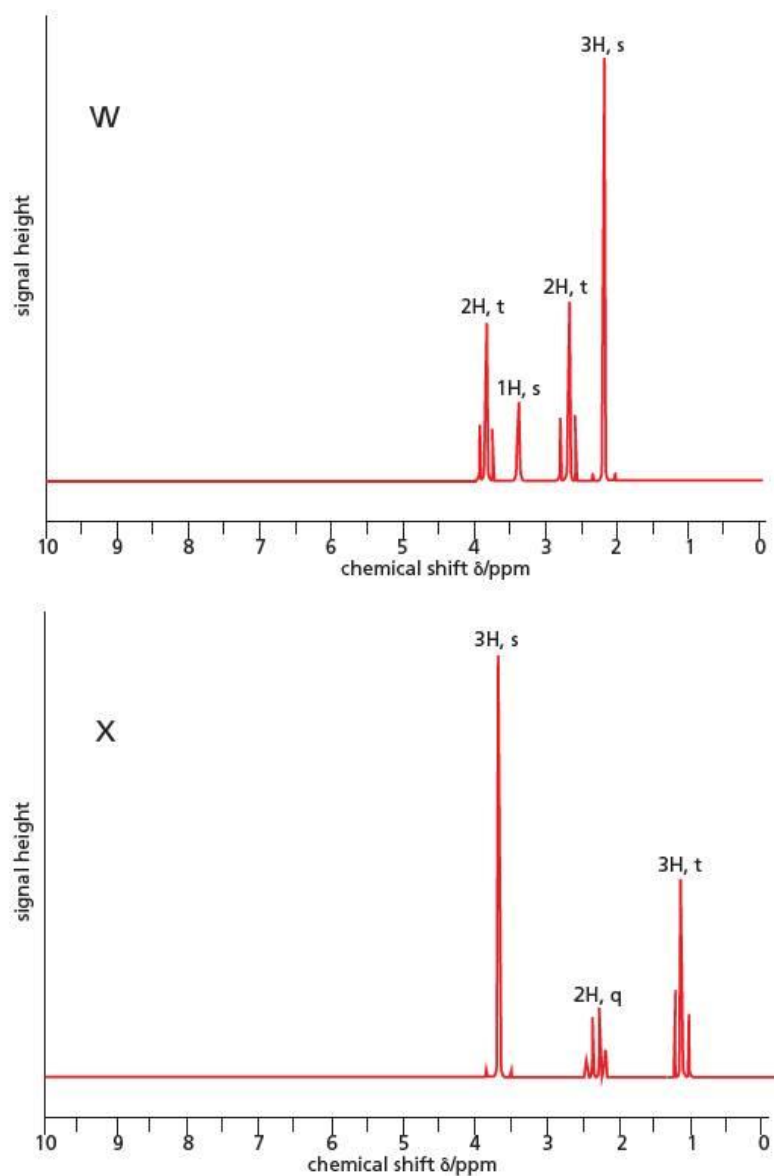 3H, s
W
signal height
2H, t
2H, t
1H, s
10 9 8 7 6 5 4 3 2 1 0
chemical shift δ/ppm
3H, s
X
signal height
3H, t
2H, q
10 9 8 7 6 5 4 3 2 1 0
chemical shift δ/ppm